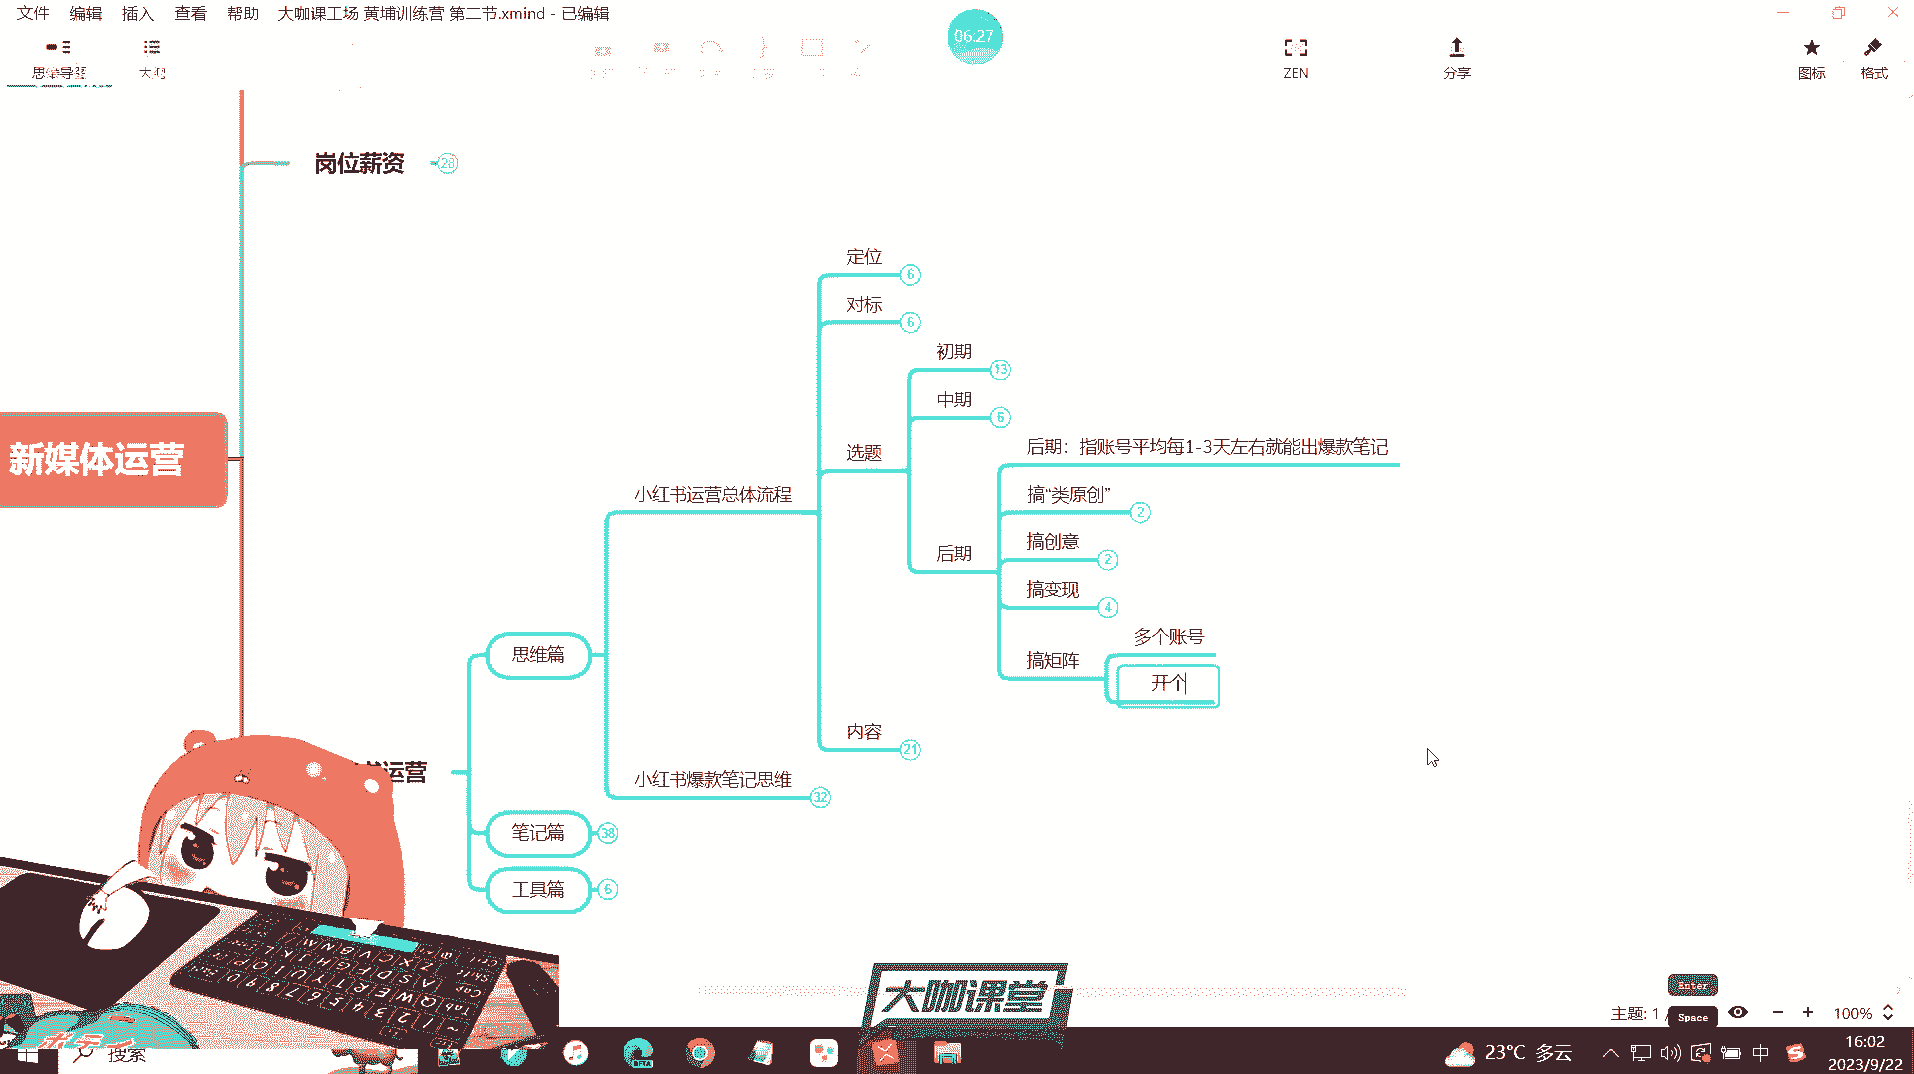 文件 编辑 插入 查看 帮助 大咖课工场 黄埔训练营 第二节.xmind - 已编辑
06:27
思维导图
ZEN
分享
图标
格式
岗位薪资 28
定位 6
对标 6
初期 13
中期 6
选题
后期：指账号平均每1-3天左右就能出爆款笔记
小红书运营总体流程
搞“类原创” 2
搞创意 2
后期
搞变现 4
多个账号
搞矩阵
开个
新媒体运营
思维篇
内容 21
运营
小红书爆款笔记思维 32
笔记篇 38
工具篇 6
大咖课堂
Enter
主题: 1 /
Space
100%
搜索
BETA
23°C 多云
中
16:02
2023/9/22